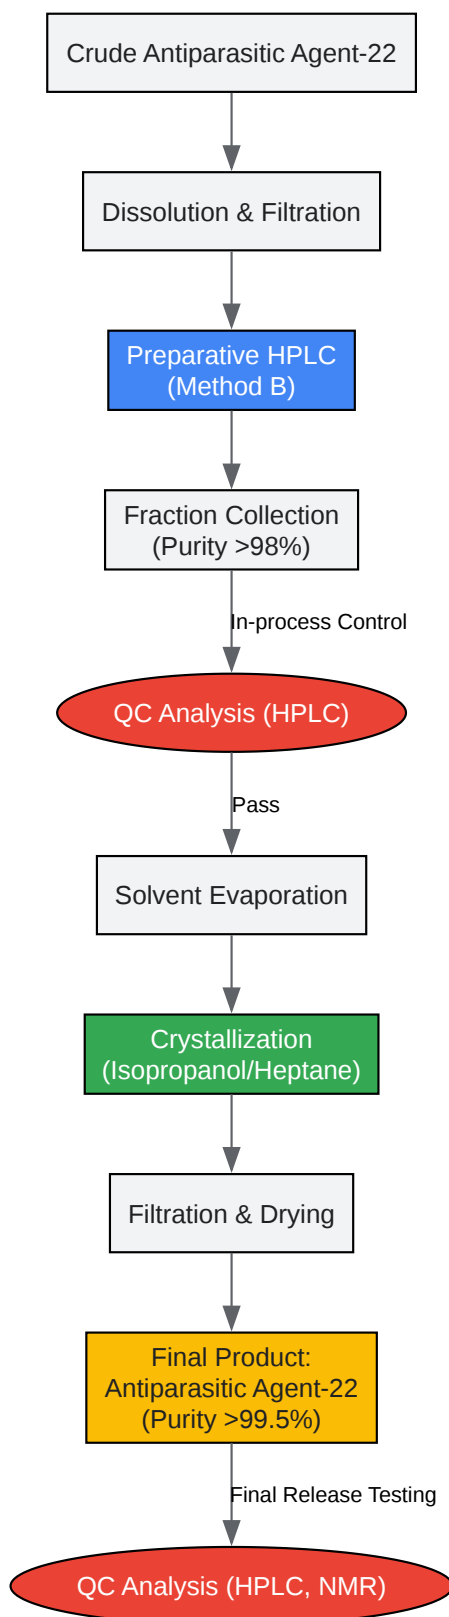 Crude Antiparasitic Agent-22
Dissolution & Filtration
Preparative HPLC
(Method B)
Fraction Collection
(Purity >98%)
In-process Control
QC Analysis (HPLC)
Pass
Solvent Evaporation
Crystallization
(Isopropanol/Heptane)
Filtration & Drying
Final Product:
Antiparasitic Agent-22
(Purity >99.5%)
Final Release Testing
QC Analysis (HPLC, NMR)